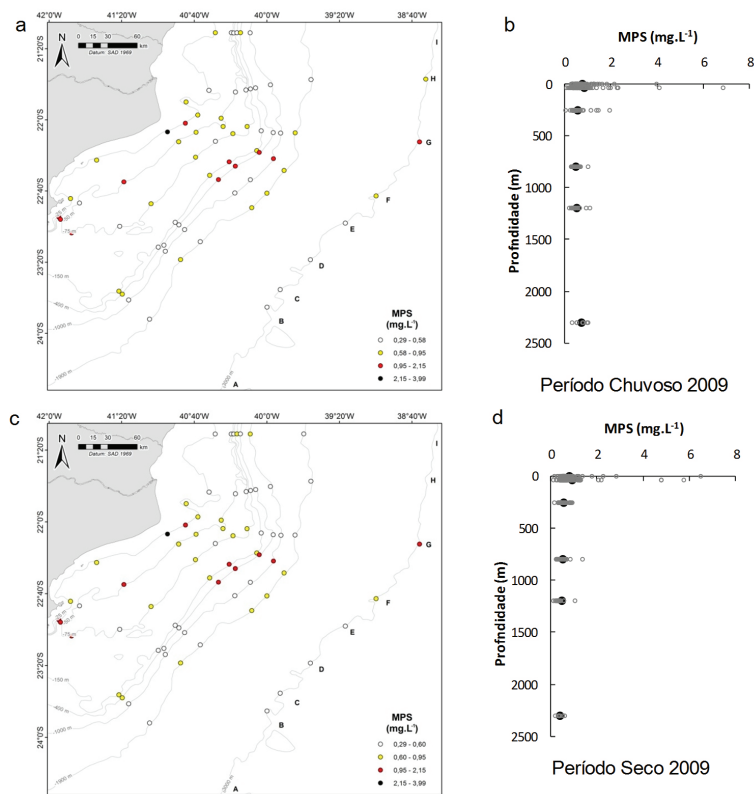 a
42°0'W 41°20'W 40°40'W 40°0'W 39°20'W 38°40'W
21°20'S
22°0'S
22°40'S
23°20'S
24°0'S
N
0 15 30 60
km
Datum SAD 1969
I
H
G
F
E
D
C
B
A
-75 m
-150 m
-400 m
-1000 m
MPS
(mg.L⁻¹)
0,29 - 0,58
0,58 - 0,95
0,95 - 2,15
2,15 - 3,99
b
MPS (mg.L⁻¹)
0 2 4 6 8
0
500
1000
1500
2000
2500
Profndidade (m)
Período Chuvoso 2009
c
42°0'W 41°20'W 40°40'W 40°0'W 39°20'W 38°40'W
21°20'S
22°0'S
22°40'S
23°20'S
24°0'S
N
0 15 30 60
km
Datum SAD 1969
I
H
G
F
E
D
C
B
A
-75 m
-150 m
-400 m
-1000 m
MPS
(mg.L⁻¹)
0,29 - 0,60
0,60 - 0,95
0,95 - 2,15
2,15 - 3,99
d
MPS (mg.L⁻¹)
0 2 4 6 8
0
500
1000
1500
2000
2500
Profndidade (m)
Período Seco 2009